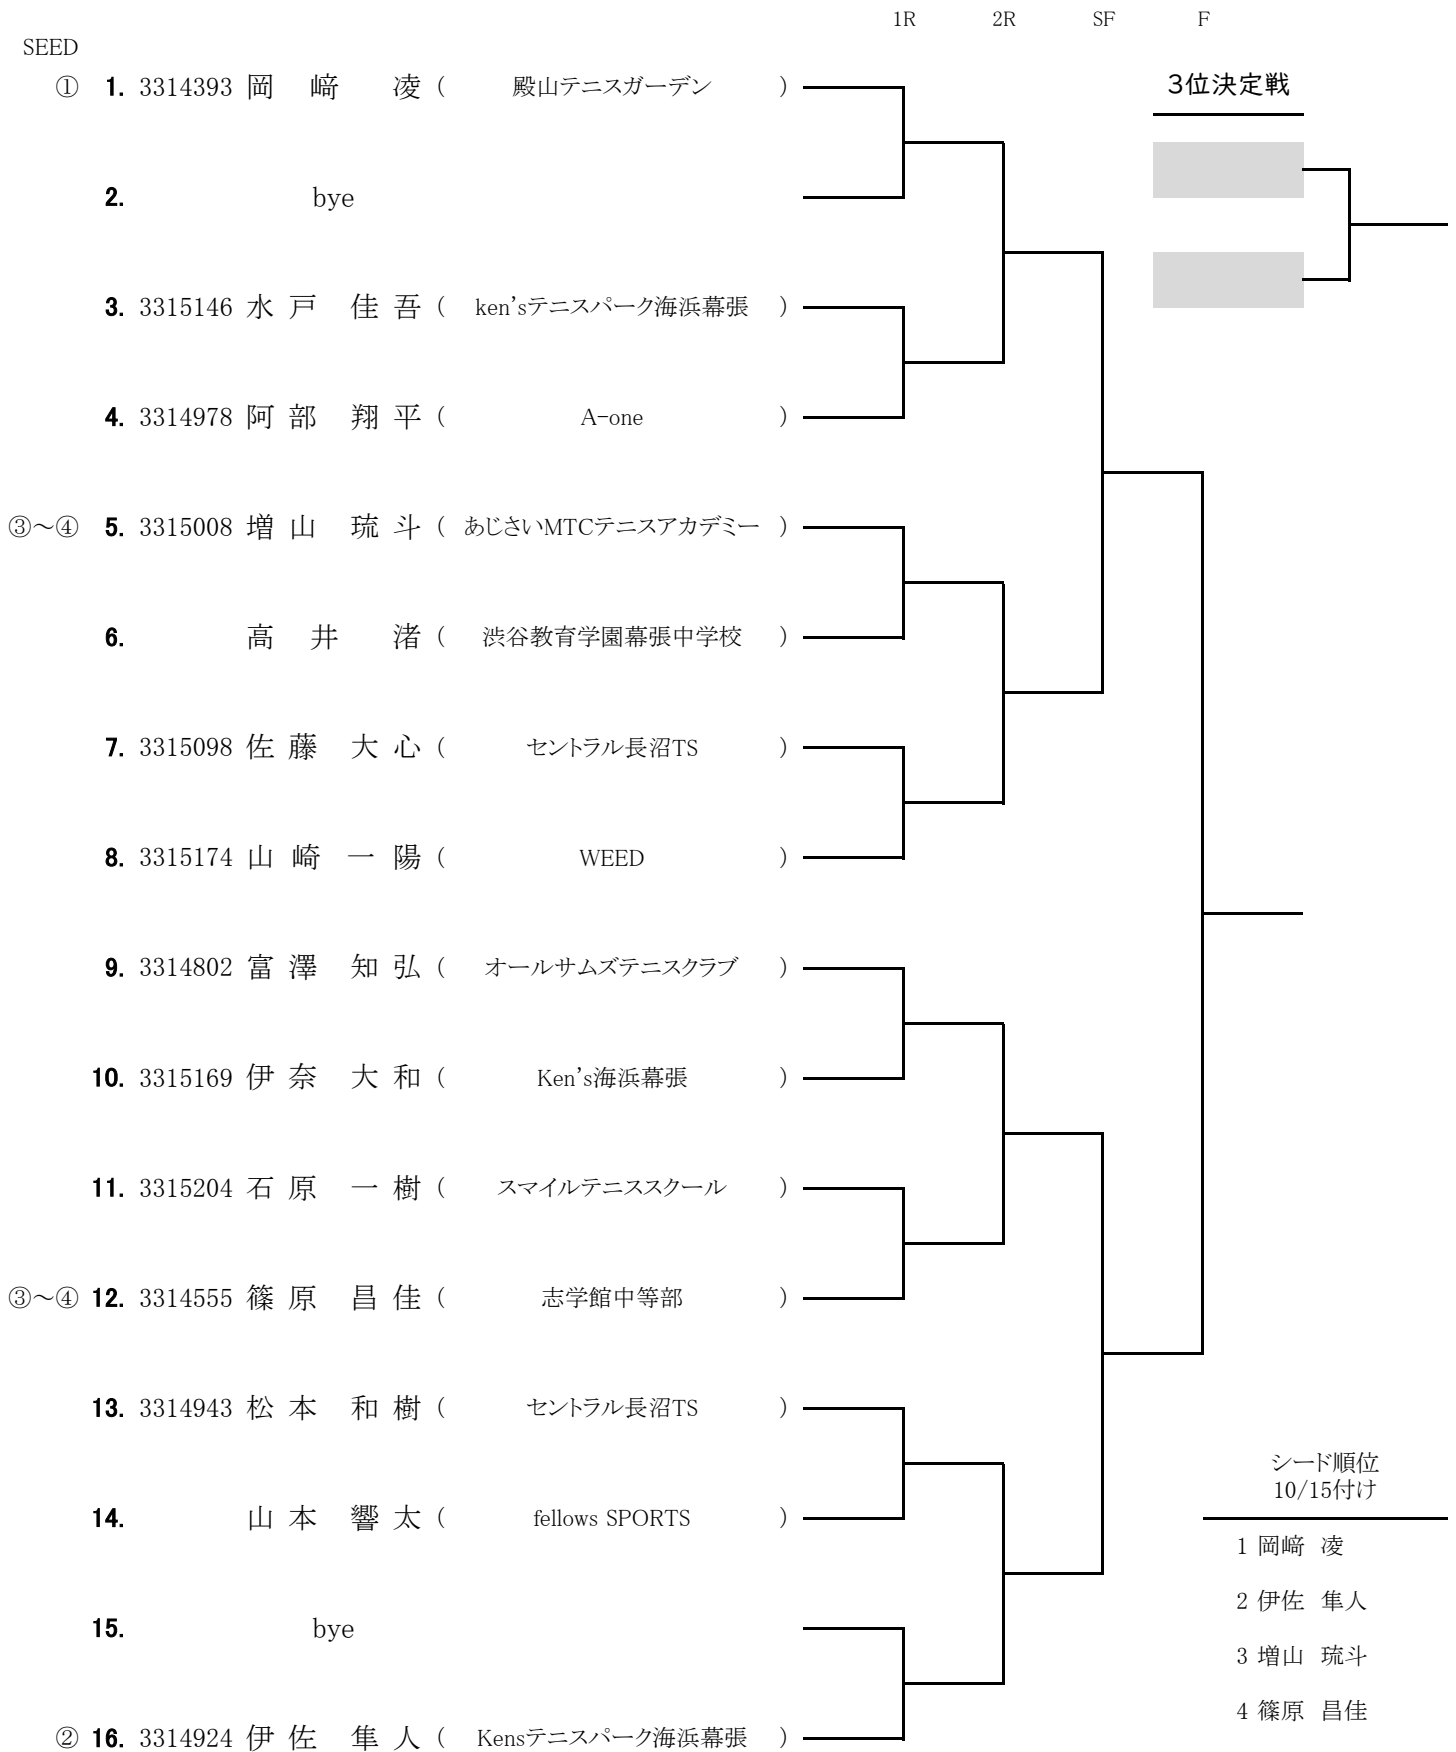 1R 2R SF F
SEED
① 1. 3314393 岡 﨑 凌 ( 殿山テニスガーデン )
3位決定戦
2. bye
3. 3315146 水 戸 佳 吾 ( ken'sテニスパーク海浜幕張 )
4. 3314978 阿 部 翔 平 ( A-one )
③～④ 5. 3315008 増 山 琉 斗 ( あじさいMTCテニスアカデミー )
6. 高 井 渚 ( 渋谷教育学園幕張中学校 )
7. 3315098 佐 藤 大 心 ( セントラル長沼TS )
8. 3315174 山 崎 一 陽 ( WEED )
9. 3314802 富 澤 知 弘 ( オールサムズテニスクラブ )
10. 3315169 伊 奈 大 和 ( Ken's海浜幕張 )
11. 3315204 石 原 一 樹 ( スマイルテニススクール )
③～④ 12. 3314555 篠 原 昌 佳 ( 志学館中等部 )
13. 3314943 松 本 和 樹 ( セントラル長沼TS )
14. 山 本 響 太 ( fellows SPORTS )
15. bye
② 16. 3314924 伊 佐 隼 人 ( Kensテニスパーク海浜幕張 )
シード順位
10/15付け
1 岡﨑 凌
2 伊佐 隼人
3 増山 琉斗
4 篠原 昌佳